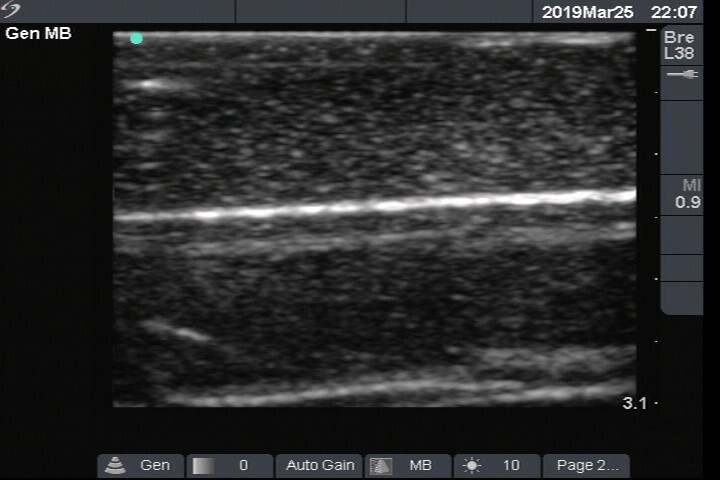 2019Mar25 22:07
Gen MB
Bre
L38
MI
0.9
3.1
Gen 0 Auto Gain MB 10 Page 2...